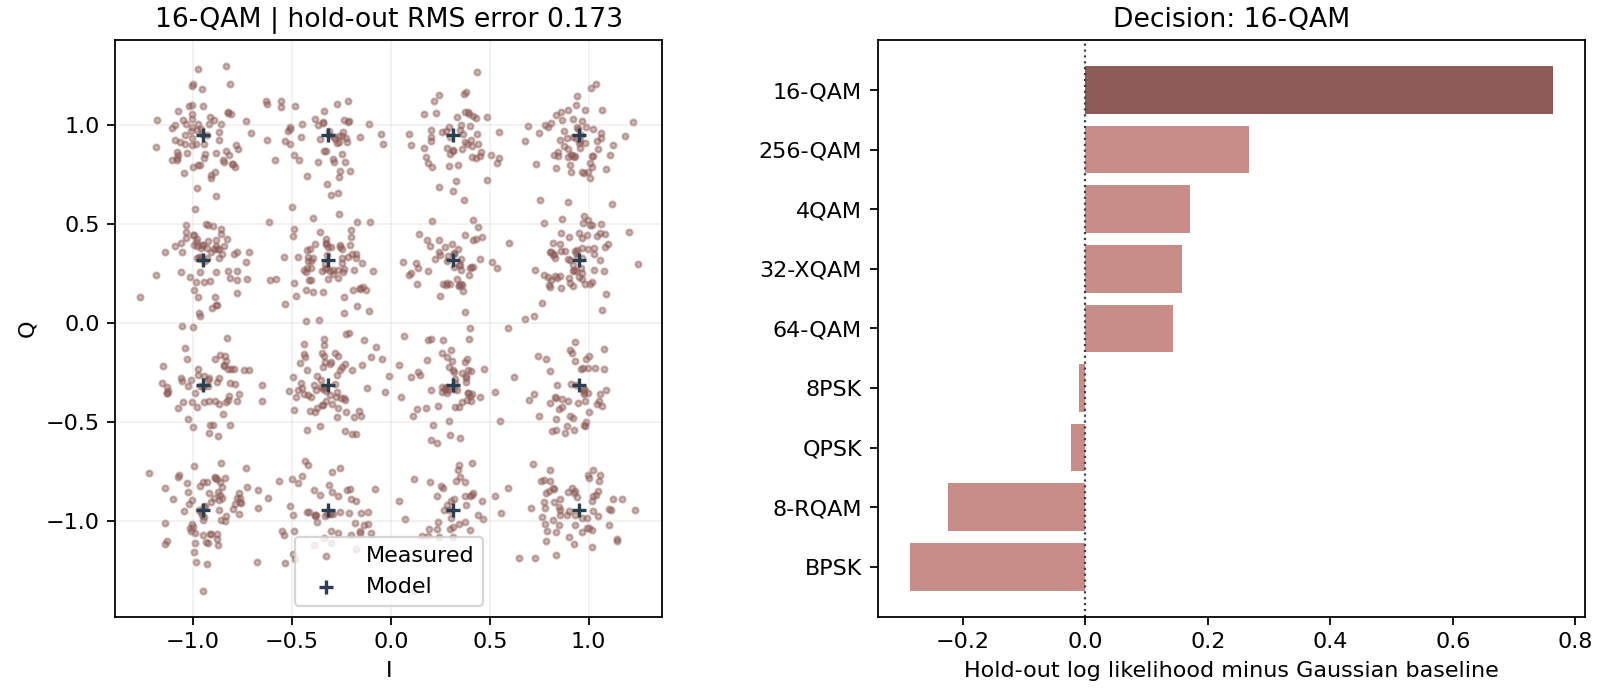 16-QAM | hold-out RMS error 0.173
1.0
0.5
0.0
−0.5
−1.0
Q
Measured
Model
−1.0
−0.5
0.0
0.5
1.0
I
Decision: 16-QAM
16-QAM
256-QAM
4QAM
32-XQAM
64-QAM
8PSK
QPSK
8-RQAM
BPSK
−0.2
0.0
0.2
0.4
0.6
0.8
Hold-out log likelihood minus Gaussian baseline